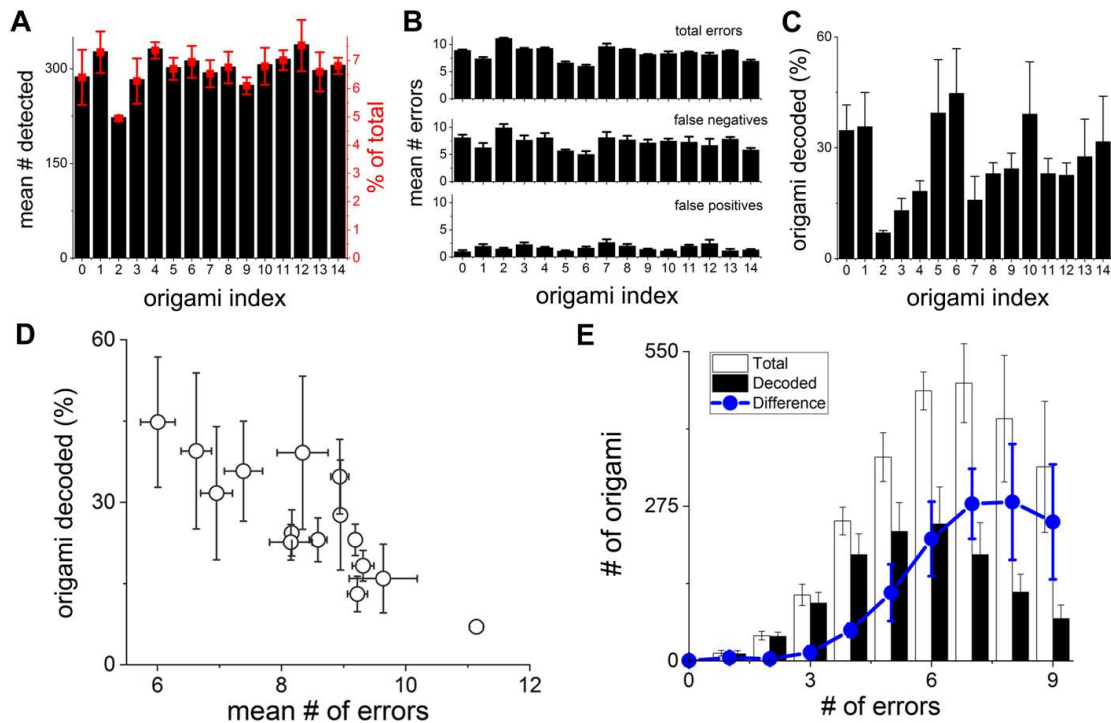 A
mean # detected
300
150
0
7
6
5
4
3
2
1
0
% of total
0 1 2 3 4 5 6 7 8 9 10 11 12 13 14
origami index
B
mean # errors
total errors
10
5
0
false negatives
10
5
0
false positives
10
5
0
0 1 2 3 4 5 6 7 8 9 10 11 12 13 14
origami index
C
origami decoded (%)
60
30
0
0 1 2 3 4 5 6 7 8 9 10 11 12 13 14
origami index
D
origami decoded (%)
60
30
0
6 8 10 12
mean # of errors
E
# of origami
550
275
0
Total
Decoded
Difference
0 3 6 9
# of errors